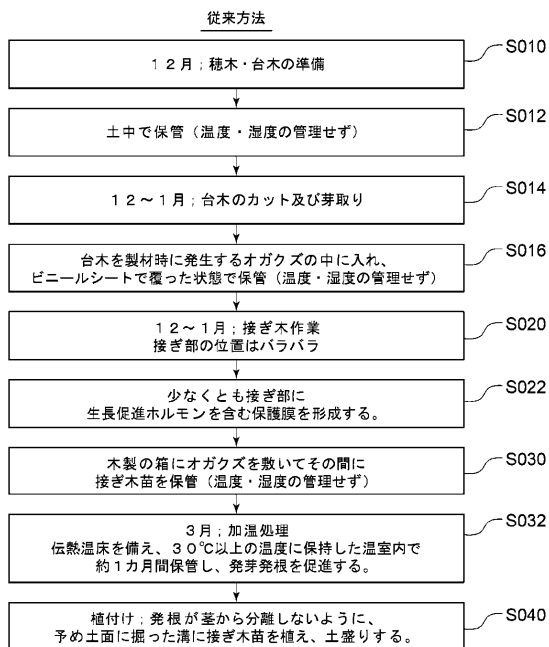 従来方法
12月；穂木・台木の準備
S010
土中で保管（温度・湿度の管理せず）
S012
12～1月；台木のカット及び芽取り
S014
台木を製材時に発生するオガクズの中に入れ、
ビニールシートで覆った状態で保管（温度・湿度の管理せず）
S016
12～1月；接ぎ木作業
接ぎ部の位置はバラバラ
S020
少なくとも接ぎ部に
生長促進ホルモンを含む保護膜を形成する。
S022
木製の箱にオガクズを敷いてその間に
接ぎ木苗を保管（温度・湿度の管理せず）
S030
3月；加温処理
伝熱温床を備え、30℃以上の温度に保持した温室内で
約1カ月間保管し、発芽発根を促進する。
S032
植付け；発根が茎から分離しないように、
予め土面に掘った溝に接ぎ木苗を植え、土盛りする。
S040